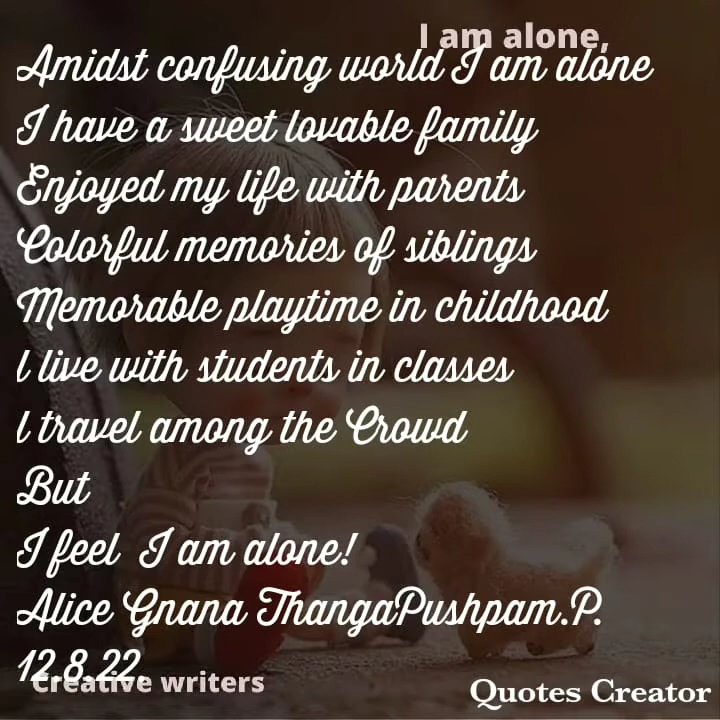 I am alone,
Amidst confusing world I am alone
I have a sweet lovable family
Enjoyed my life with parents
Colorful memories of siblings
Memorable playtime in childhood
I live with students in classes
I travel among the Crowd
But
I feel I am alone!
Alice Gnana ThangaPushpam.P.
12.8.22.
Creative writers
Quotes Creator